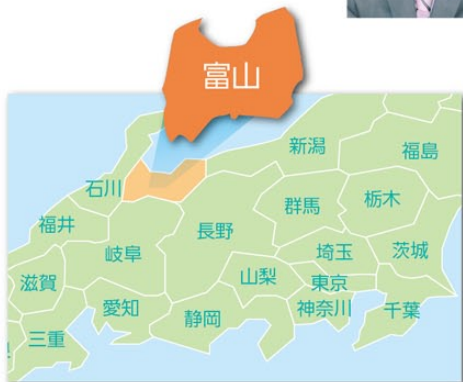 富山
新潟
福島
石川
群馬
栃木
福井
長野
岐阜
埼玉
茨城
滋賀
山梨
東京
愛知
静岡
神奈川
千葉
三重